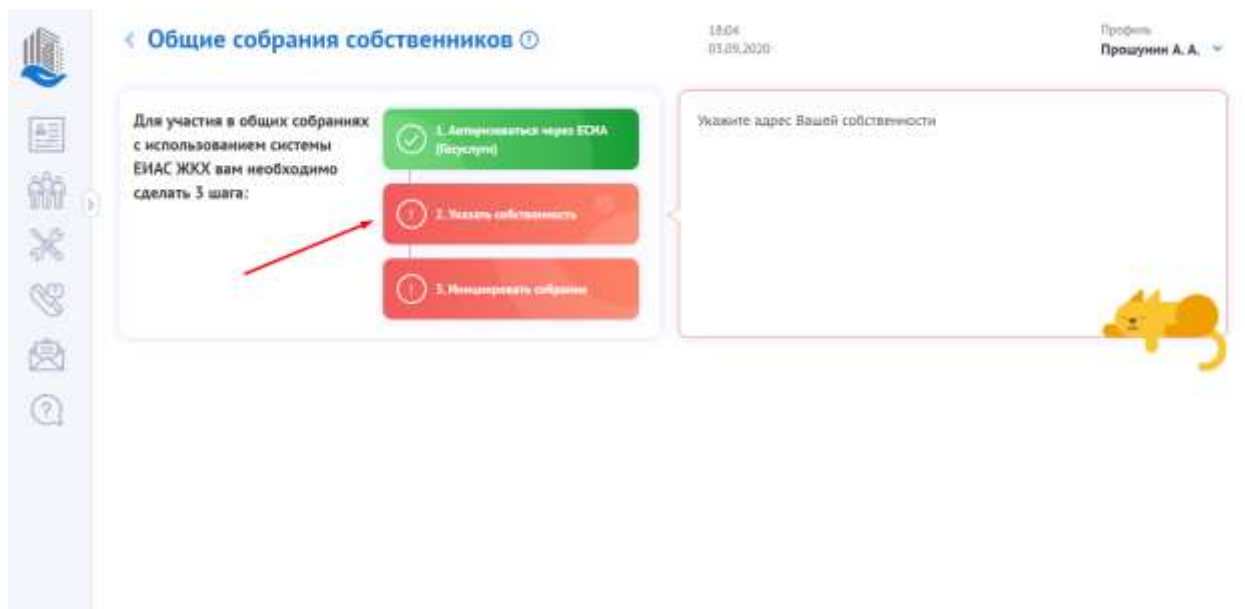 Общие собрания собственников
18:04
03.09.2020
Профиль
Прошунин А. А.
Для участия в общих собраниях
с использованием системы
ЕИАС ЖКХ вам необходимо
сделать 3 шага:
1. Авторизоваться через ЕСИА
(Госуслуги)
2. Указать собственность
3. Инициировать собрание
Укажите адрес Вашей собственности